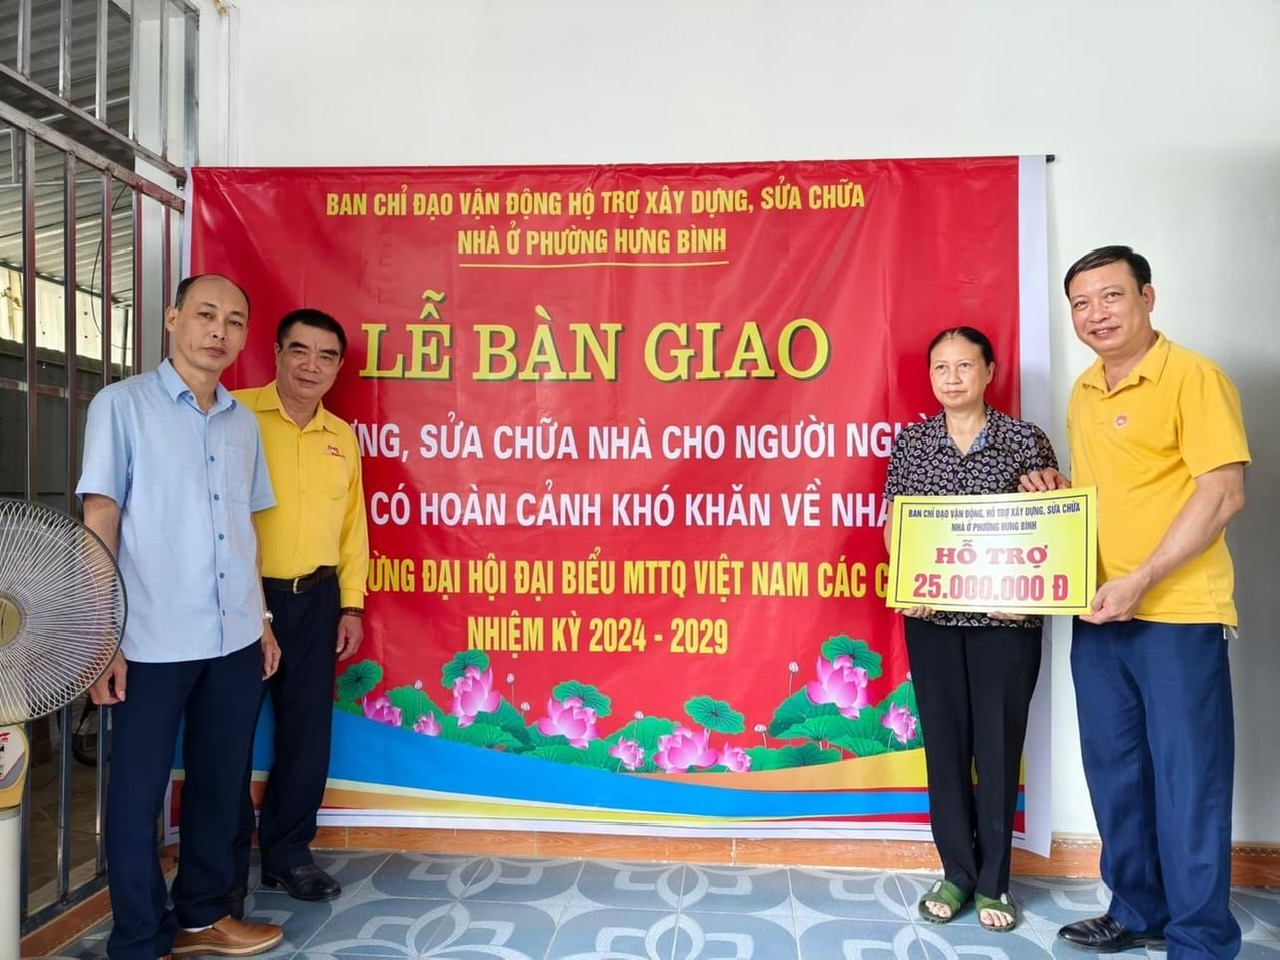 BAN CHỈ ĐẠO VẬN ĐỘNG HỖ TRỢ XÂY DỰNG, SỬA CHỮA
NHÀ Ở PHƯỜNG HƯNG BÌNH
LỄ BÀN GIAO
SỬA CHỮA NHÀ CHO NGƯỜI
CÓ HOÀN CẢNH KHÓ KHĂN VỀ NHÀ
ĐẠI HỘI ĐẠI BIỂU MTTQ VIỆT NAM CÁC
NHIỆM KỲ 2024 - 2029
BAN CHỈ ĐẠO VẬN ĐỘNG, HỖ TRỢ XÂY DỰNG, SỬA CHỮA
NHÀ Ở PHƯỜNG HƯNG BÌNH
HỖ TRỢ
25.000.000 Đ